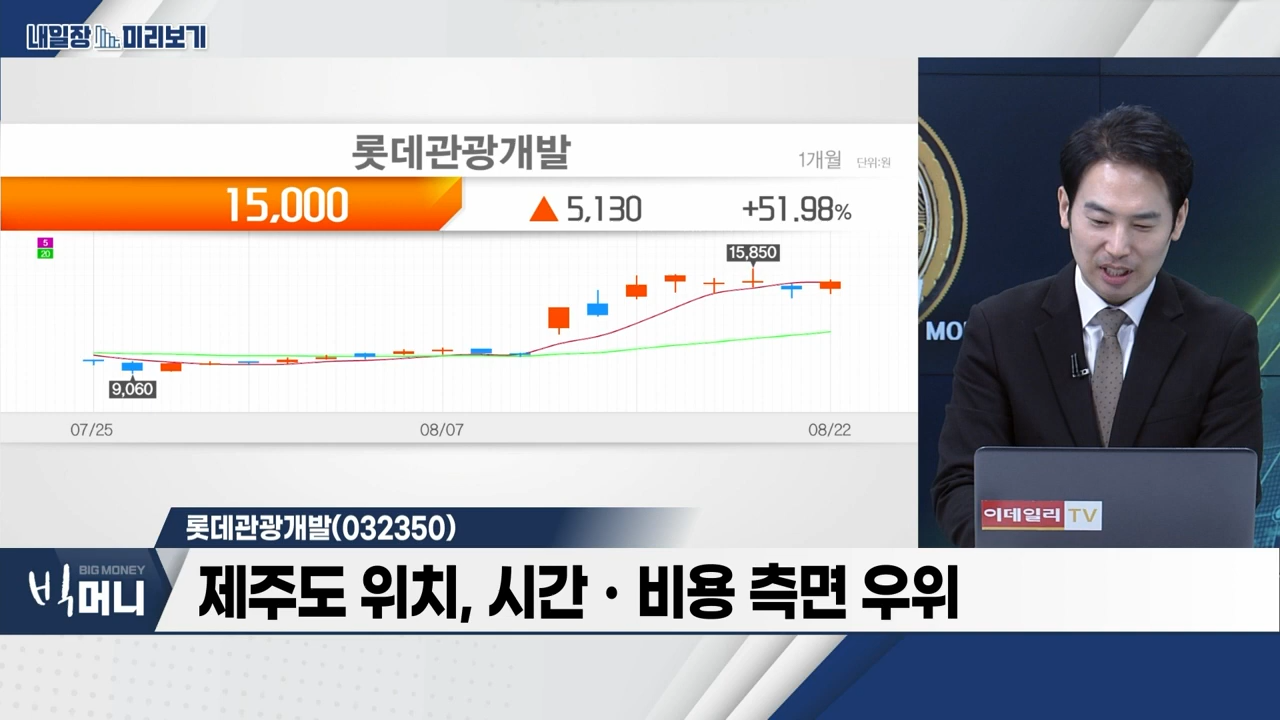 내일장 미리보기
롯데관광개발
1개월 단위:원
15,000 ▲ 5,130 +51.98%
5
20
15,850
9,060
07/25 08/07 08/22
MO
이데일리 TV
롯데관광개발(032350)
BIG MONEY
빅머니
제주도 위치, 시간·비용 측면 우위